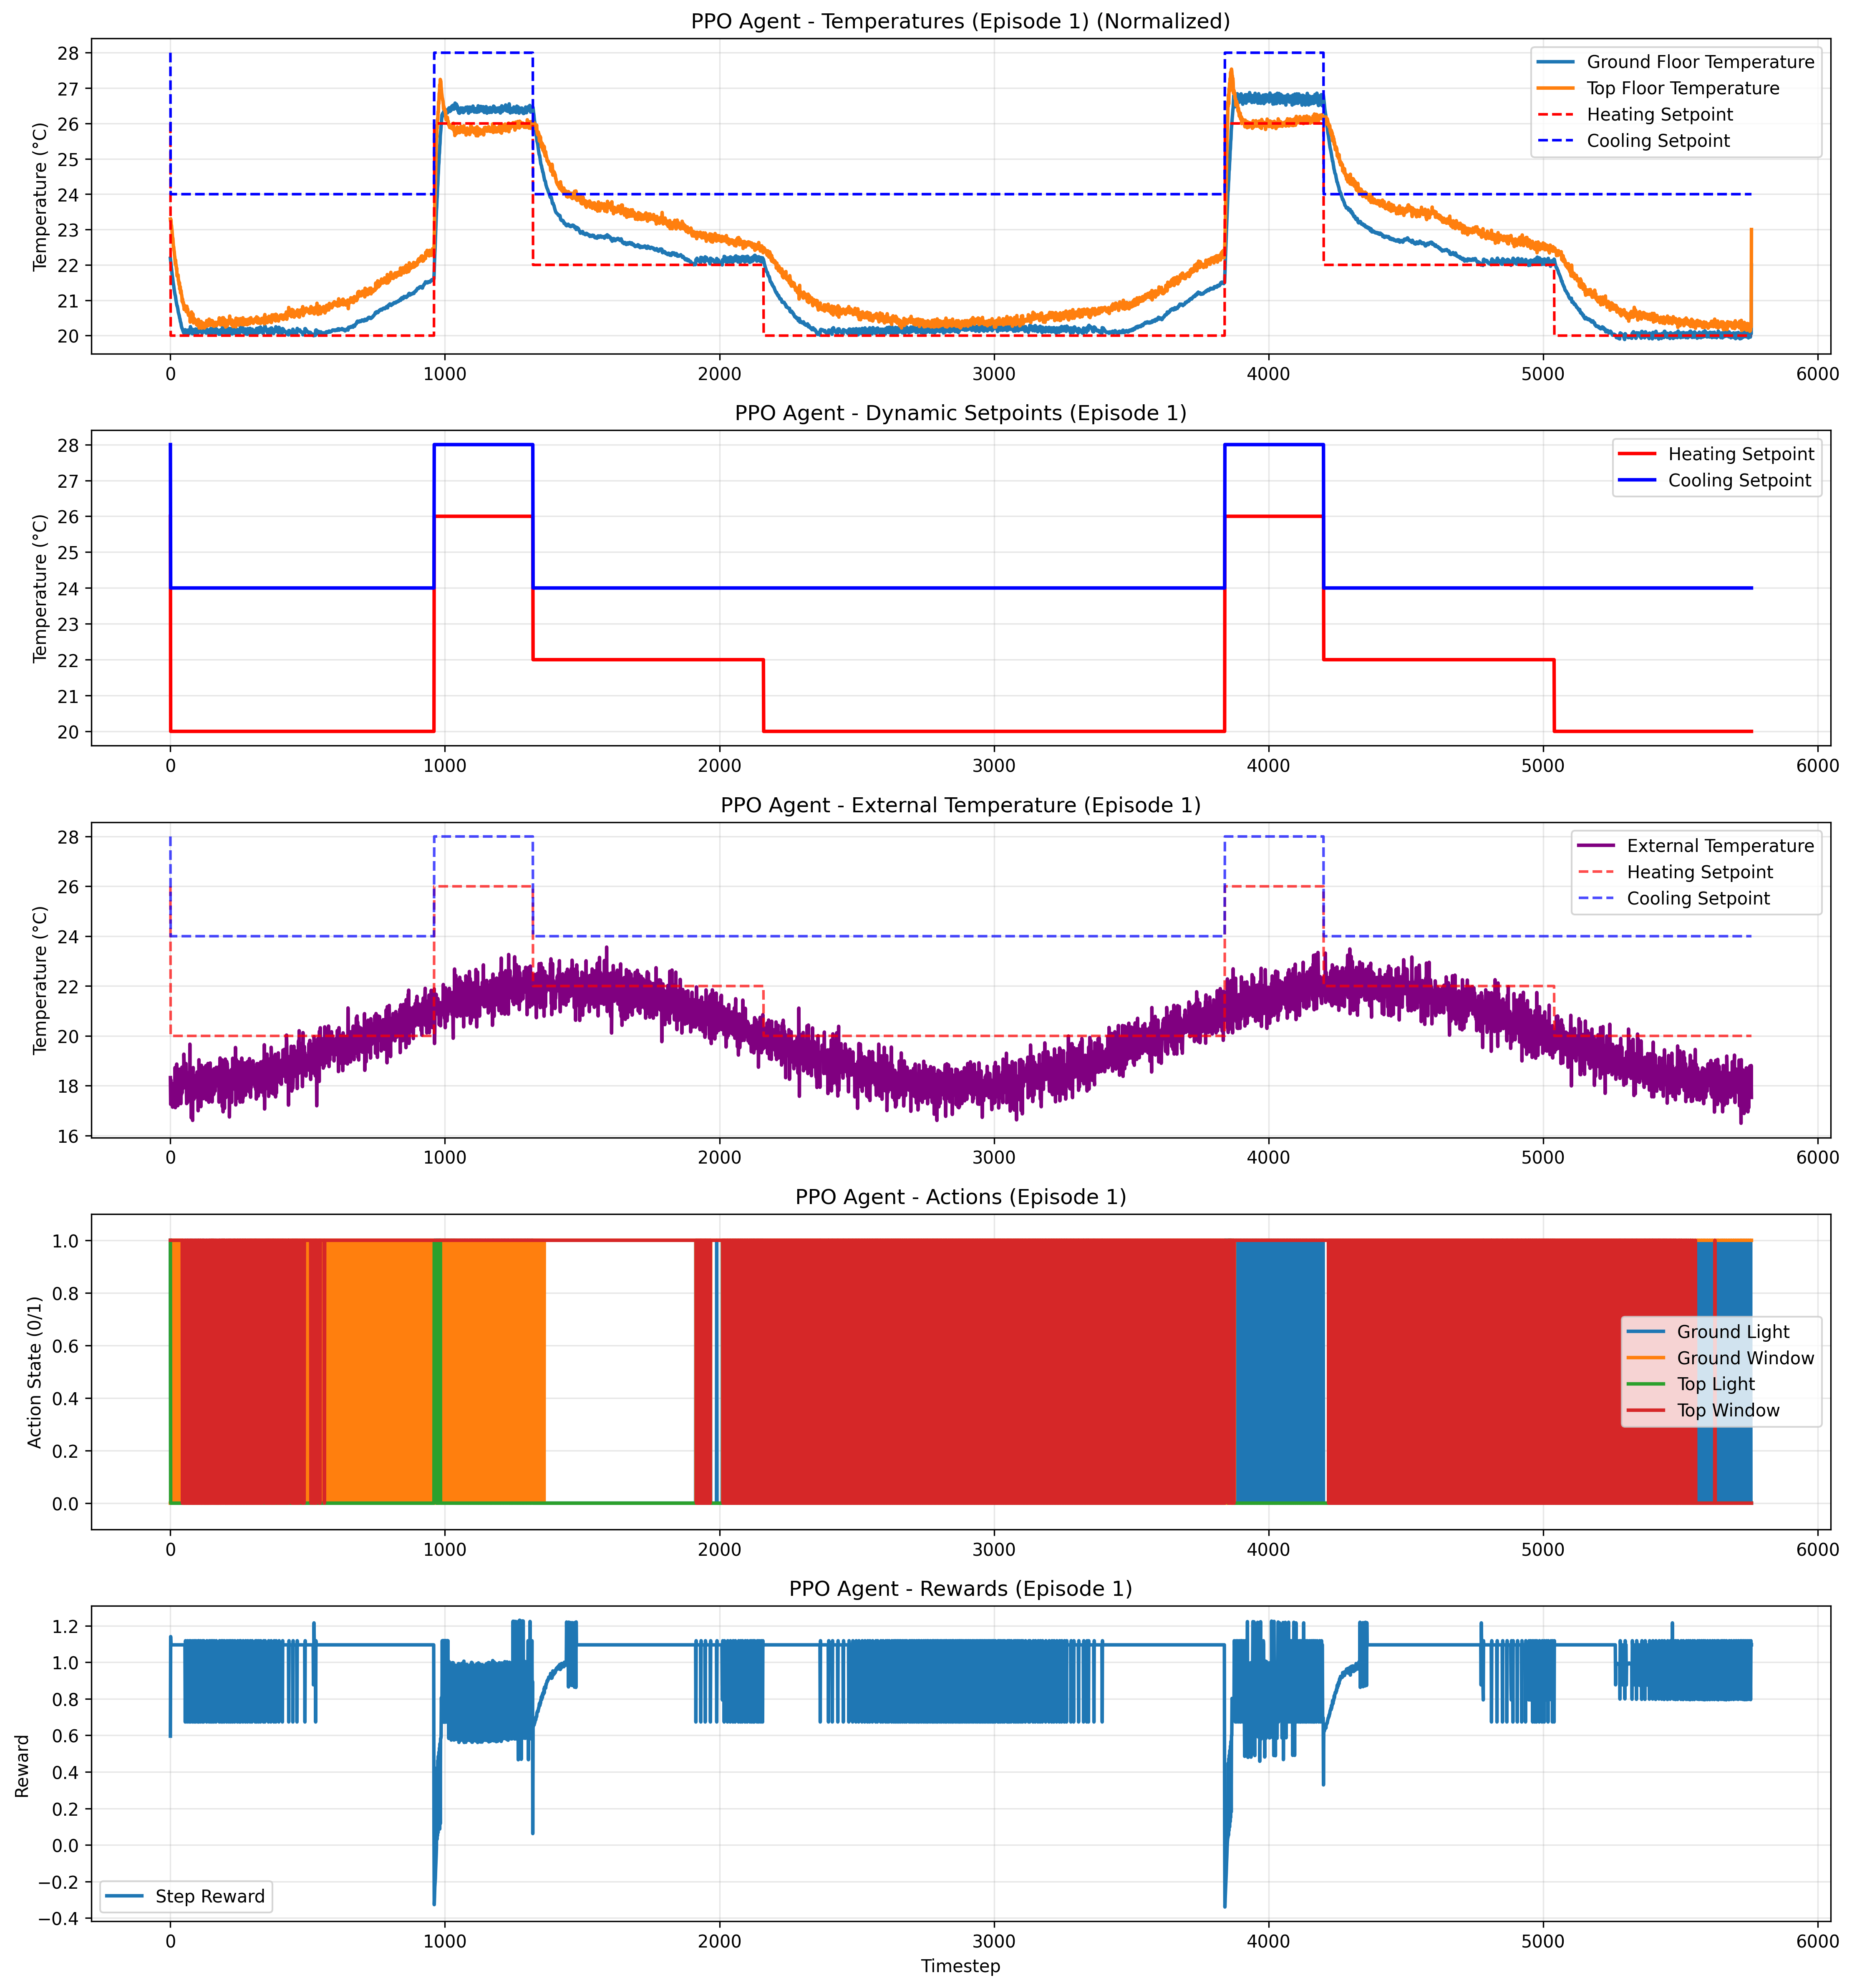 PPO Agent - Temperatures (Episode 1) (Normalized)
Temperature (°C)
28
27
26
25
24
23
22
21
20
Ground Floor Temperature
Top Floor Temperature
Heating Setpoint
Cooling Setpoint
0 1000 2000 3000 4000 5000 6000
PPO Agent - Dynamic Setpoints (Episode 1)
Temperature (°C)
28
27
26
25
24
23
22
21
20
Heating Setpoint
Cooling Setpoint
0 1000 2000 3000 4000 5000 6000
PPO Agent - External Temperature (Episode 1)
Temperature (°C)
28
26
24
22
20
18
16
External Temperature
Heating Setpoint
Cooling Setpoint
0 1000 2000 3000 4000 5000 6000
PPO Agent - Actions (Episode 1)
Action State (0/1)
1.0
0.8
0.6
0.4
0.2
0.0
Ground Light
Ground Window
Top Light
Top Window
0 1000 2000 3000 4000 5000 6000
PPO Agent - Rewards (Episode 1)
Reward
1.2
1.0
0.8
0.6
0.4
0.2
0.0
−0.2
−0.4
Step Reward
0 1000 2000 3000 4000 5000 6000
Timestep